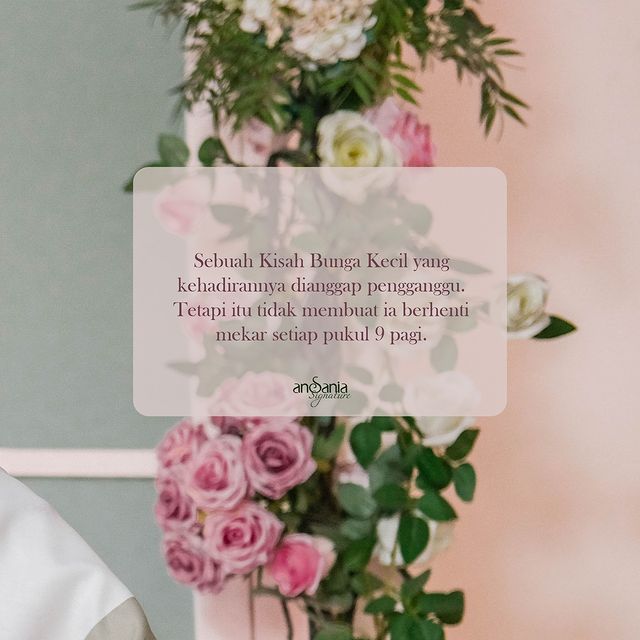 Sebuah Kisah Bunga Kecil yang
kehadirannya dianggap pengganggu.
Tetapi itu tidak membuat ia berhenti
mekar setiap pukul 9 pagi.
andSania
Signature